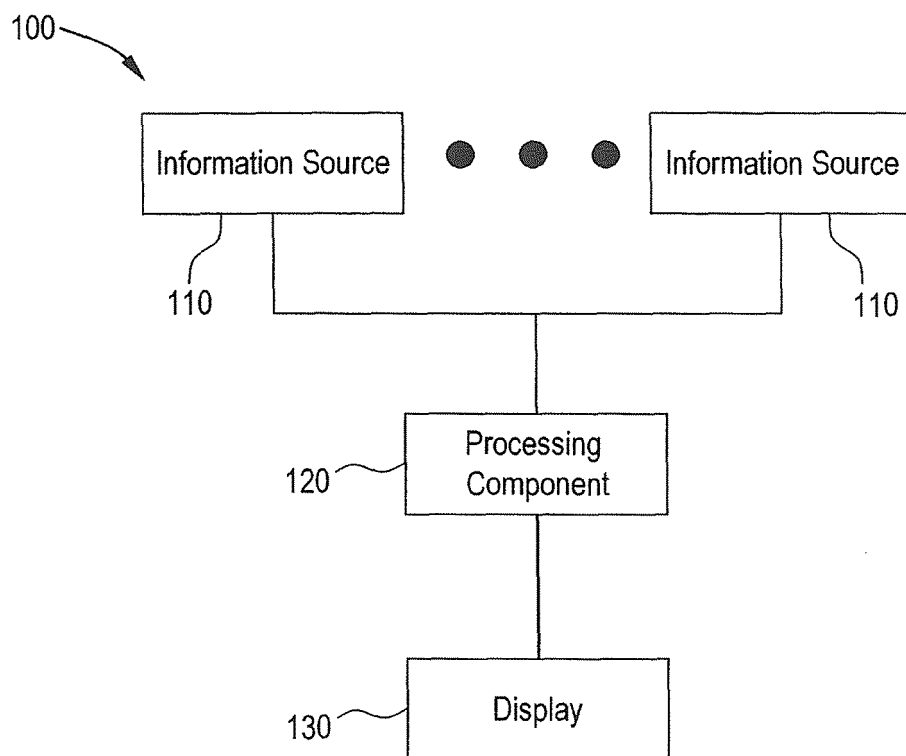 100
Information Source
Information Source
110
110
Processing
Component
120
Display
130